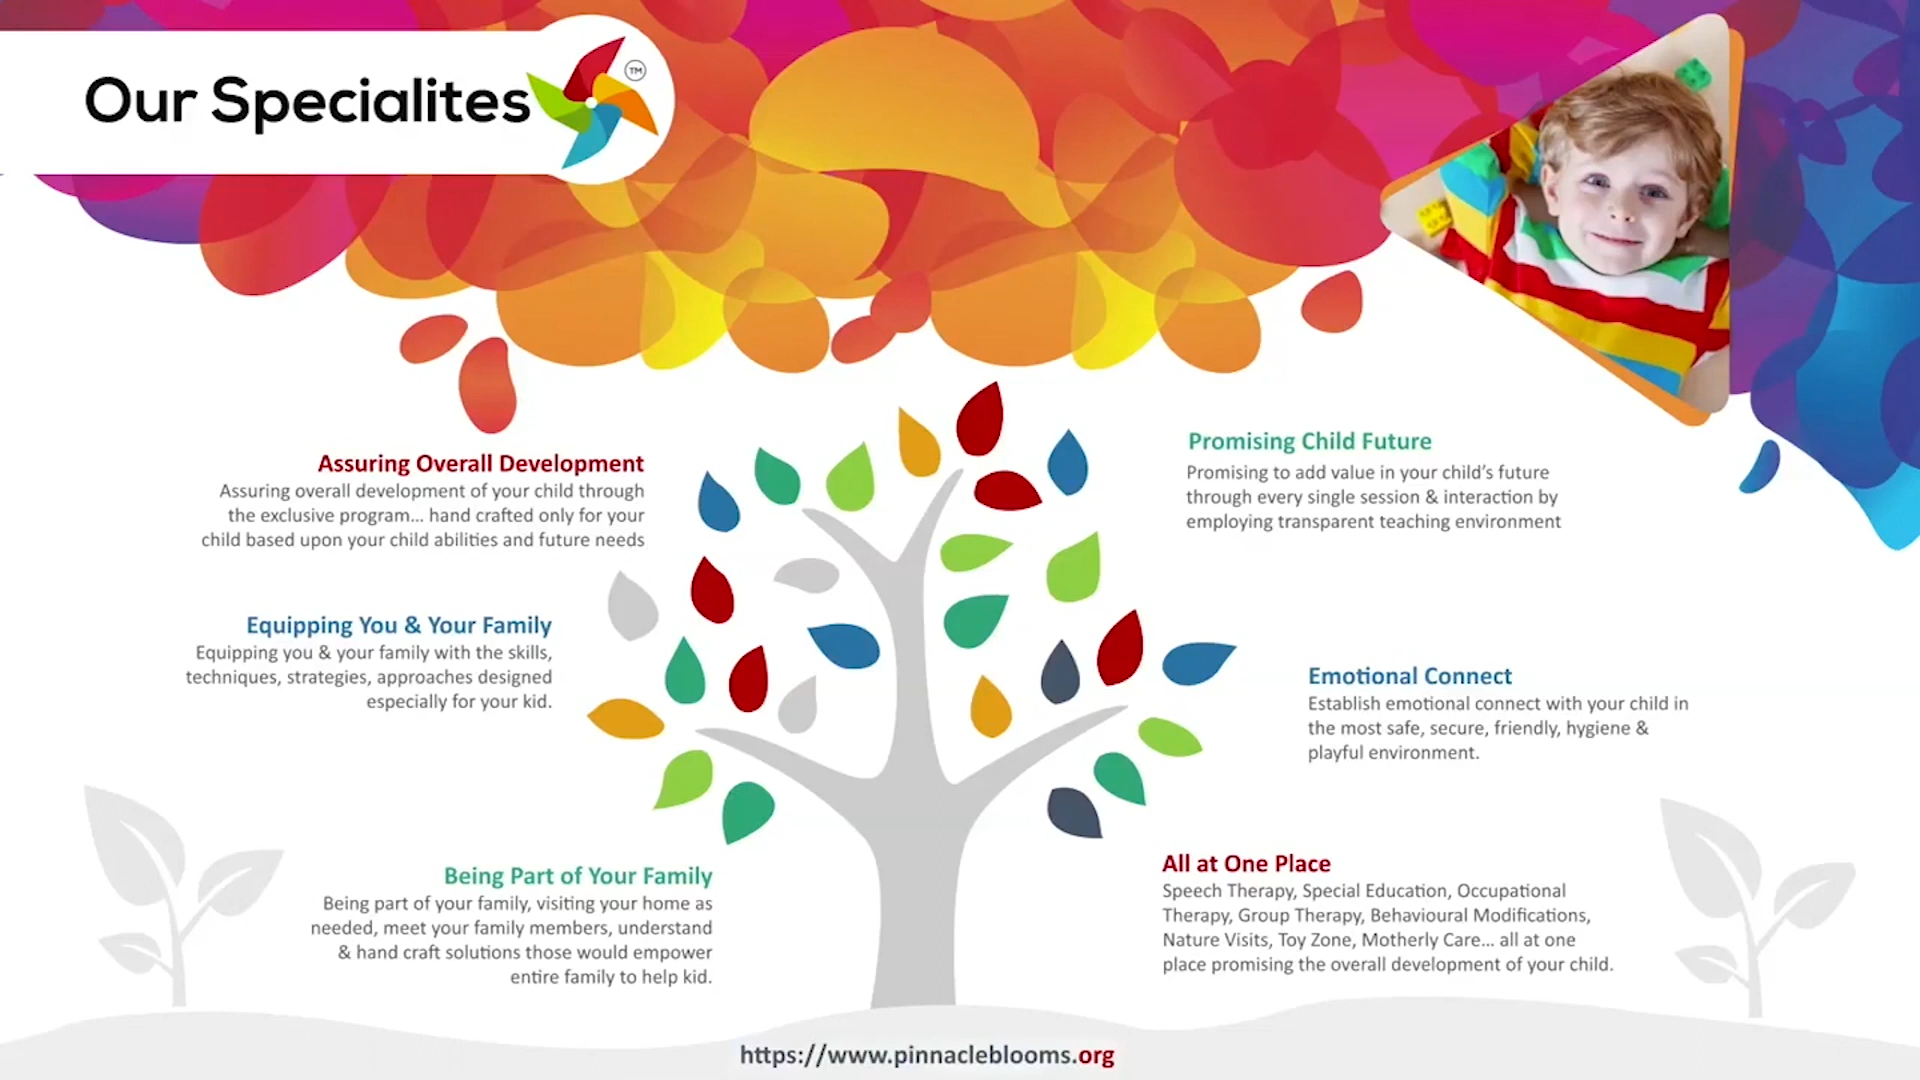 Our Specialites
TM
Assuring Overall Development
Assuring overall development of your child through
the exclusive program... hand crafted only for your
child based upon your child abilities and future needs
Equipping You & Your Family
Equipping you & your family with the skills,
techniques, strategies, approaches designed
especially for your kid.
Being Part of Your Family
Being part of your family, visiting your home as
needed, meet your family members, understand
& hand craft solutions those would empower
entire family to help kid.
Promising Child Future
Promising to add value in your child's future
through every single session & interaction by
employing transparent teaching environment
Emotional Connect
Establish emotional connect with your child in
the most safe, secure, friendly, hygiene &
playful environment.
All at One Place
Speech Therapy, Special Education, Occupational
Therapy, Group Therapy, Behavioural Modifications,
Nature Visits, Toy Zone, Motherly Care... all at one
place promising the overall development of your child.
https://www.pinnacleblooms.org